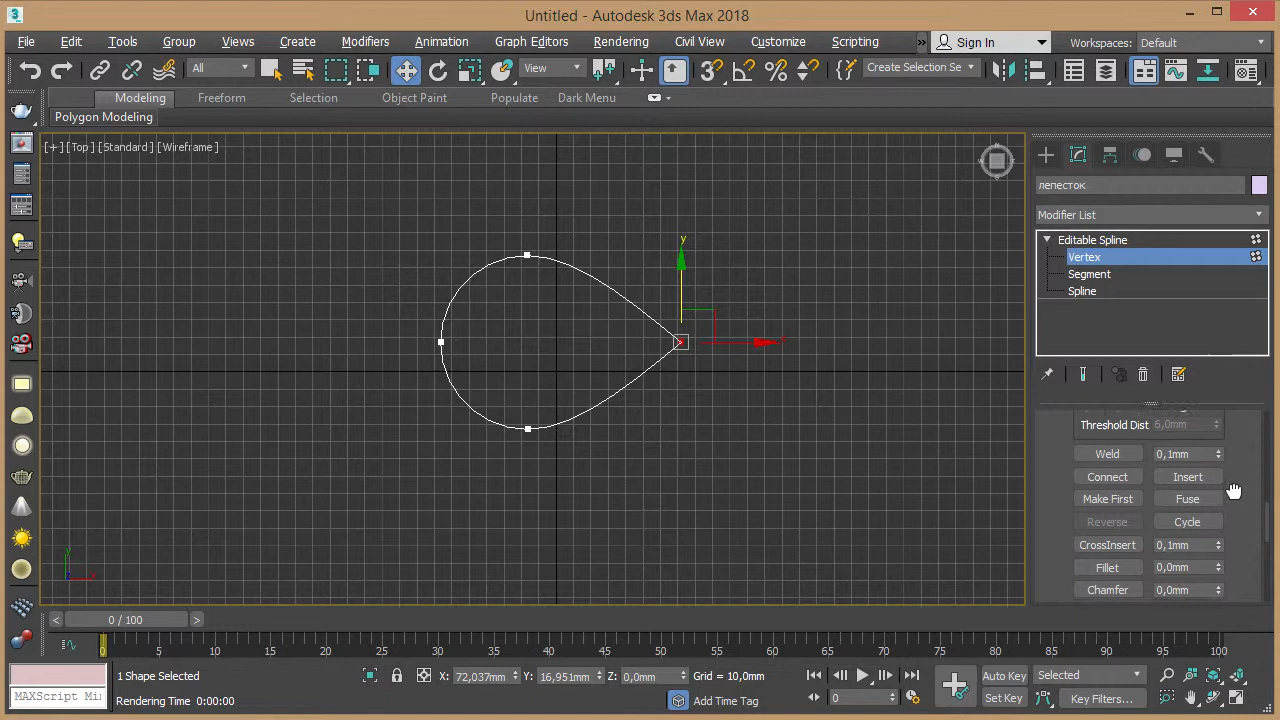 Untitled - Autodesk 3ds Max 2018
File Edit Tools Group Views Create Modifiers Animation Graph Editors Rendering Civil View Customize Scripting » Sign In Workspaces: Default
All View Create Selection Se
Modeling Freeform Selection Object Paint Populate Dark Menu
Polygon Modeling
[+] [Top] [Standard] [Wireframe]
лепесток
Modifier List
y
Editable Spline
Vertex
Segment
Spline
x
Threshold Dist 6,0mm
Weld 0,1mm
Connect Insert
Make First Fuse
Reverse Cycle
CrossInsert 0,1mm
Fillet 0,0mm
Chamfer 0,0mm
y
x
< 0 / 100 >
0 5 10 15 20 25 30 35 40 45 50 55 60 65 70 75 80 85 90 95 100
1 Shape Selected X: 72,037mm Y: 16,951mm Z: 0,0mm Grid = 10,0mm Auto Key Selected
MAXScript Mi Rendering Time 0:00:00 Add Time Tag 0 Set Key Key Filters...